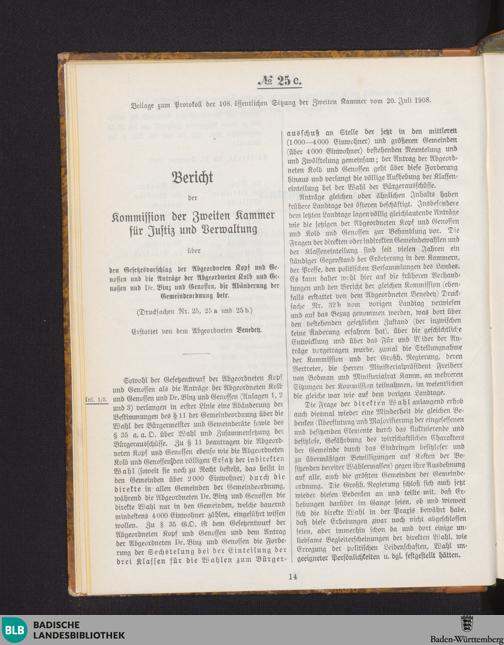 № 25 c.
Beilage zum Protokoll der 108. öffentlichen Sitzung der Zweiten Kammer vom 20. Juli 1908.
Bericht
der
Kommission der Zweiten Kammer
für Justiz und Verwaltung
über
den Gesetzvorschlag der Abgeordneten Kopf und Ge-
nossen und die Anträge der Abgeordneten Kolb und Ge-
nossen und Dr. Binz und Genossen, die Abänderung der
Gemeindeordnung betr.
(Drucksachen Nr. 25, 25 a und 25 b.)
Erstattet von dem Abgeordneten Benedey.
Anl. 1/3.
Sowohl der Gesetzentwurf der Abgeordneten Kopf
und Genossen als die Anträge der Abgeordneten Kolb
und Genossen und Dr. Binz und Genossen (Anlagen 1, 2
und 3) verlangen in erster Linie eine Abänderung der
Bestimmungen des § 11 der Gemeindeordnung über die
Wahl der Bürgermeister und Gemeinderäte sowie des
§ 35 a. a. O. über Wahl und Zusammensetzung der
Bürgerausschüsse. Zu § 11 beantragen die Abgeord-
neten Kopf und Genossen ebenso wie die Abgeordneten
Kolb und Genossen den völligen Ersatz der indirekten
Wahl (soweit sie noch zu Recht besteht, das heißt in
den Gemeinden über 2000 Einwohner) durch die
direkte in allen Gemeinden der Gemeindeordnung,
während die Abgeordneten Dr. Binz und Genossen die
direkte Wahl nur in den Gemeinden, welche dauernd
mindestens 4000 Einwohner zählen, eingeführt wissen
wollen. Zu § 35 G.O. ist dem Gesetzentwurf der
Abgeordneten Kopf und Genossen und dem Antrag
der Abgeordneten Dr. Binz und Genossen die Forde-
rung der Sechstelung bei der Einteilung der
drei Klassen für die Wahlen zum Bürger-
ausschuß an Stelle der jetzt in den mittleren
(1000—4000 Einwohner) und größeren Gemeinden
(über 4000 Einwohner) bestehenden Neuntelung und
und Zwölftelung gemeinsam; der Antrag der Abgeord-
neten Kolb und Genossen geht über diese Forderung
hinaus und verlangt die völlige Aufhebung der Klassen-
einteilung bei der Wahl der Bürgerausschüsse.
Anträge gleichen oder ähnlichen Inhalts haben
frühere Landtage des öfteren beschäftigt. Insbesondere
dem letzten Landtage lagen völlig gleichlautende Anträge
wie die jetzigen der Abgeordneten Kopf und Genossen
und Kolb und Genossen zur Behandlung vor. Die
Fragen der direkten oder indirekten Gemeindewahlen und
der Klasseneinteilung sind seit vielen Jahren ein
ständiger Gegenstand der Erörterung in den Kammern,
der Presse, den politischen Versammlungen des Landes.
Es kann daher wohl hier auf die früheren Verhand-
lungen und den Bericht der gleichen Kommission (eben-
falls erstattet von dem Abgeordneten Benedey) Druck-
sache Nr. 32 b vom vorigen Landtag verwiesen
und auf das Bezug genommen werden, was dort über
den bestehenden gesetzlichen Zustand (der inzwischen
keine Änderung erfahren hat), über die geschichtliche
Entwicklung und über das Für und Wider der An-
träge vorgetragen wurde, zumal die Stellungnahme
der Kommission und der Großh. Regierung, deren
Vertreter, die Herren Ministerialpräsident Freiherr
von Bodman und Ministerialrat Kamm, an mehreren
Sitzungen der Kommission teilnahmen, im wesentlichen
die gleiche war wie auf dem vorigen Landtage.
Die Frage der direkten Wahl anlangend erhob
auch diesmal wieder eine Minderheit die gleichen Be-
denken (Überflutung und Majorisierung der eingesessenen
und besitzenden Elemente durch das fluktuierende und
besitzlose, Gefährdung des wirtschaftlichen Charakters
der Gemeinde durch das Eindringen besitzloser und
zu übermäßigen Bewilligungen auf Kosten der Be-
sitzenden bereiter Wählermassen) gegen ihre Ausdehnung
auf alle, auch die größten Gemeinden der Gemeinde-
ordnung. Die Großh. Regierung schloß sich auch jetzt
wieder diesen Bedenken an und teilte mit, daß Er-
hebungen darüber im Gange seien, ob und wieweit
sich die direkte Wahl in der Praxis bewährt habe,
daß diese Erhebungen zwar noch nicht abgeschlossen
seien, aber immerhin schon da und dort einige un-
liebsame Begleiterscheinungen der direkten Wahl, wie
Erregung der politischen Leidenschaften, Wahl un-
geeigneter Persönlichkeiten u. dgl. festgestellt hätten.
14
BLB
BADISCHE
LANDESBIBLIOTHEK
Baden-Württemberg